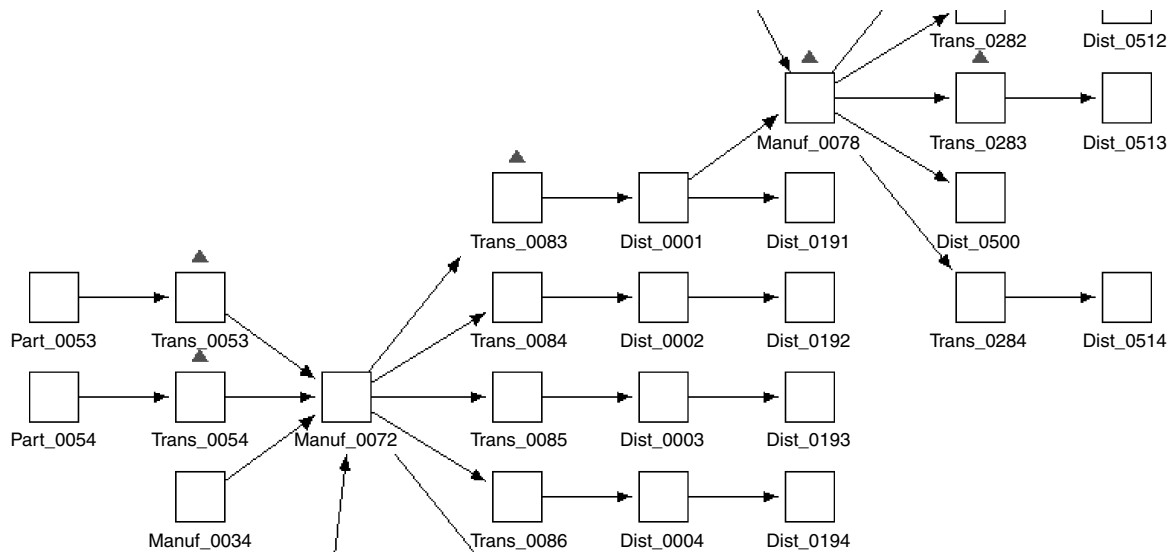 Trans_0282 Dist_0512
Manuf_0078 Trans_0283 Dist_0513
Trans_0083 Dist_0001 Dist_0191 Dist_0500
Part_0053 Trans_0053 Trans_0084 Dist_0002 Dist_0192 Trans_0284 Dist_0514
Part_0054 Trans_0054 Manuf_0072 Trans_0085 Dist_0003 Dist_0193
Manuf_0034 Trans_0086 Dist_0004 Dist_0194